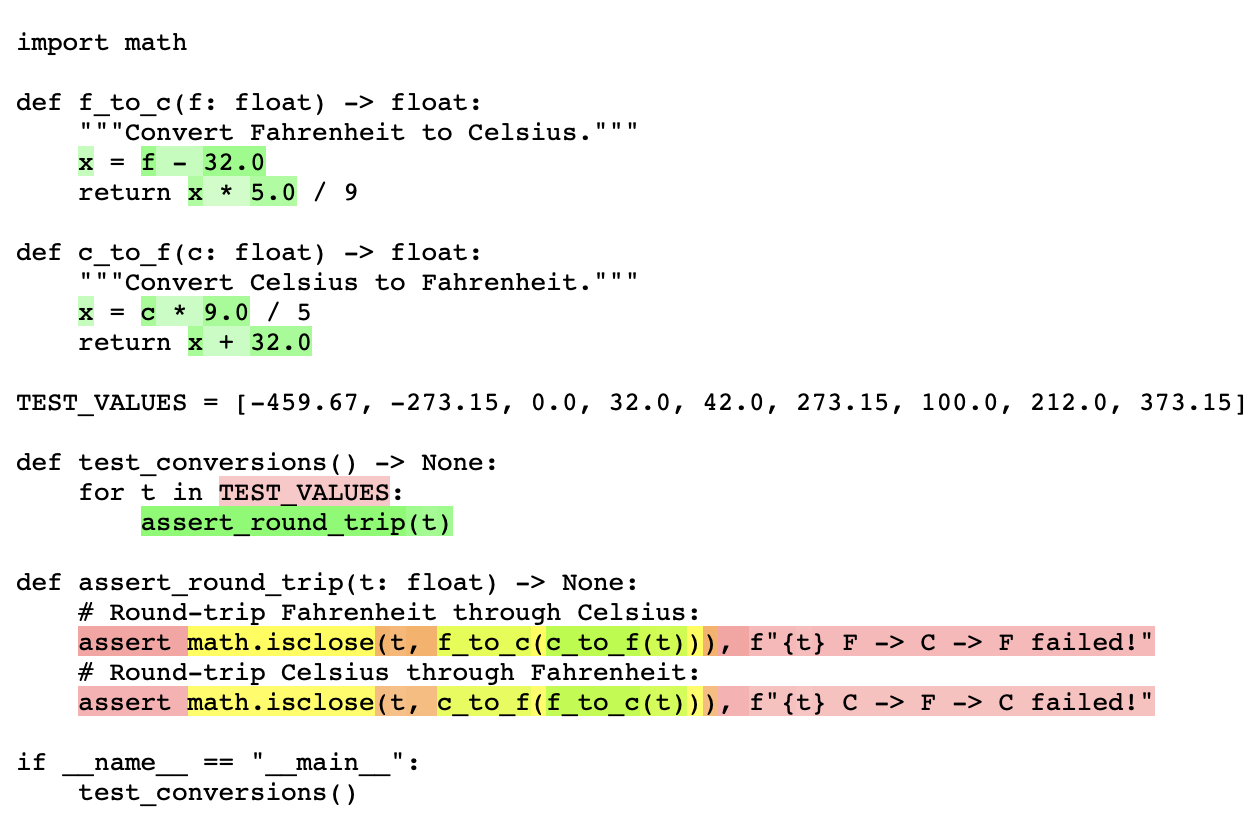 import math

def f_to_c(f: float) -> float:
    """Convert Fahrenheit to Celsius."""
    x = f - 32.0
    return x * 5.0 / 9

def c_to_f(c: float) -> float:
    """Convert Celsius to Fahrenheit."""
    x = c * 9.0 / 5
    return x + 32.0

TEST_VALUES = [-459.67, -273.15, 0.0, 32.0, 42.0, 273.15, 100.0, 212.0, 373.15]

def test_conversions() -> None:
    for t in TEST_VALUES:
        assert_round_trip(t)

def assert_round_trip(t: float) -> None:
    # Round-trip Fahrenheit through Celsius:
    assert math.isclose(t, f_to_c(c_to_f(t))), f"{t} F -> C -> F failed!"
    # Round-trip Celsius through Fahrenheit:
    assert math.isclose(t, c_to_f(f_to_c(t))), f"{t} C -> F -> C failed!"

if __name__ == "__main__":
    test_conversions()